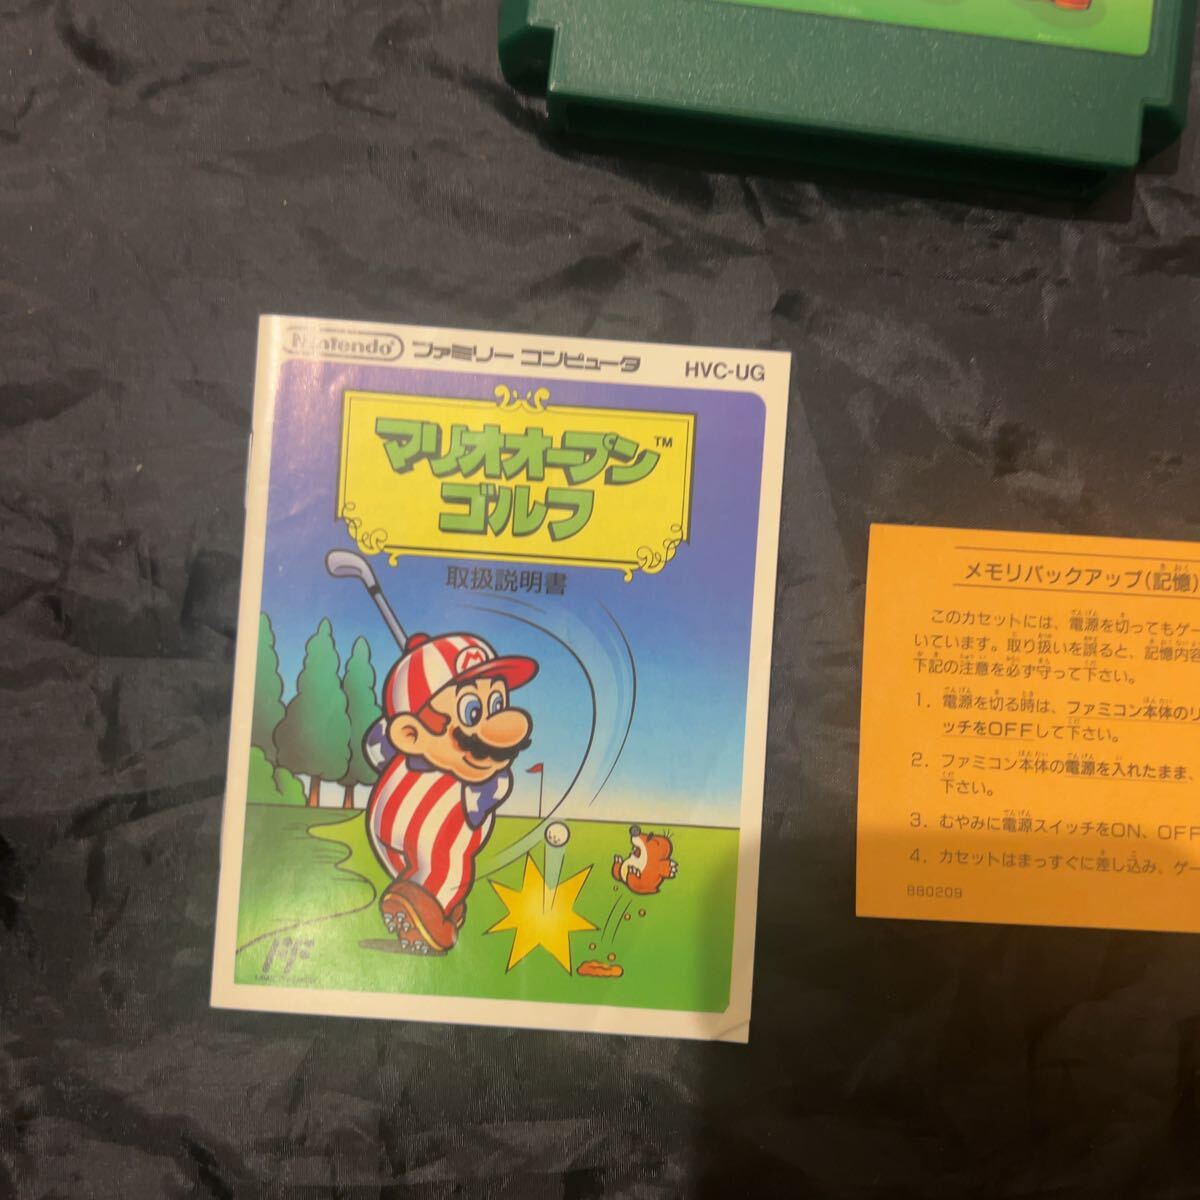 Nintendo ファミリー コンピュータ HVC-UG
マリオオープン™
ゴルフ
取扱説明書
M
メモリバックアップ(記憶)
このカセットには、電源を切ってもゲー
いています。取り扱いを誤ると、記憶内容
下記の注意を必ず守って下さい。
1. 電源を切る時は、ファミコン本体のリ
ッチをOFFして下さい。
2. ファミコン本体の電源を入れたまま、
下さい。
3. むやみに電源スイッチをON、OFF
4. カセットはまっすぐに差し込み、ゲー
880209